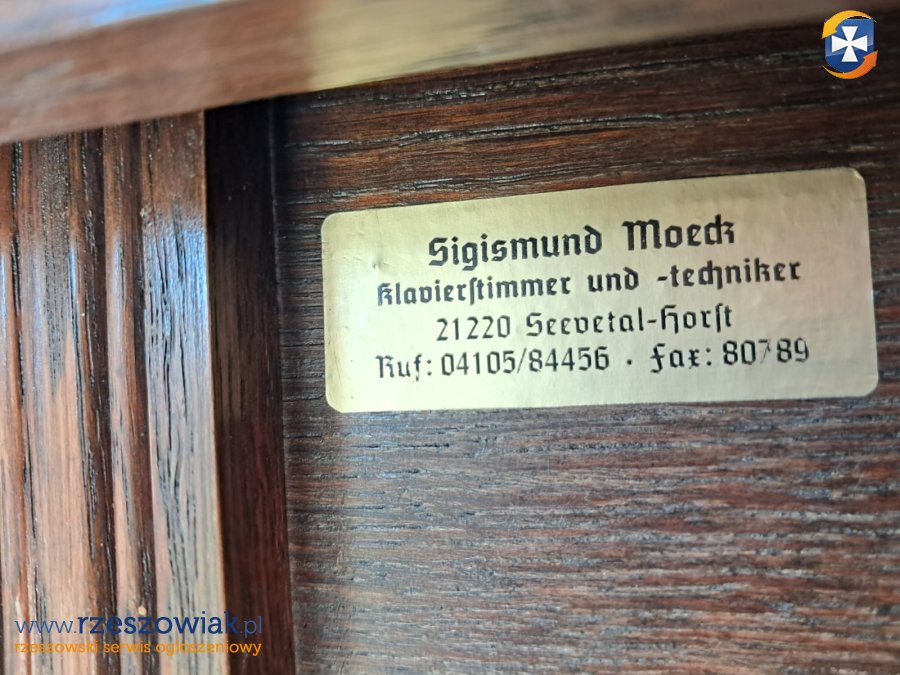 Sigismund Moeck
Klavierstimmer und -techniker
21220 Seevetal-Horst
Ruf: 04105/84456 · Fax: 80789
www.rzeszowiak.pl
rzeszowski serwis ogłoszeniowy